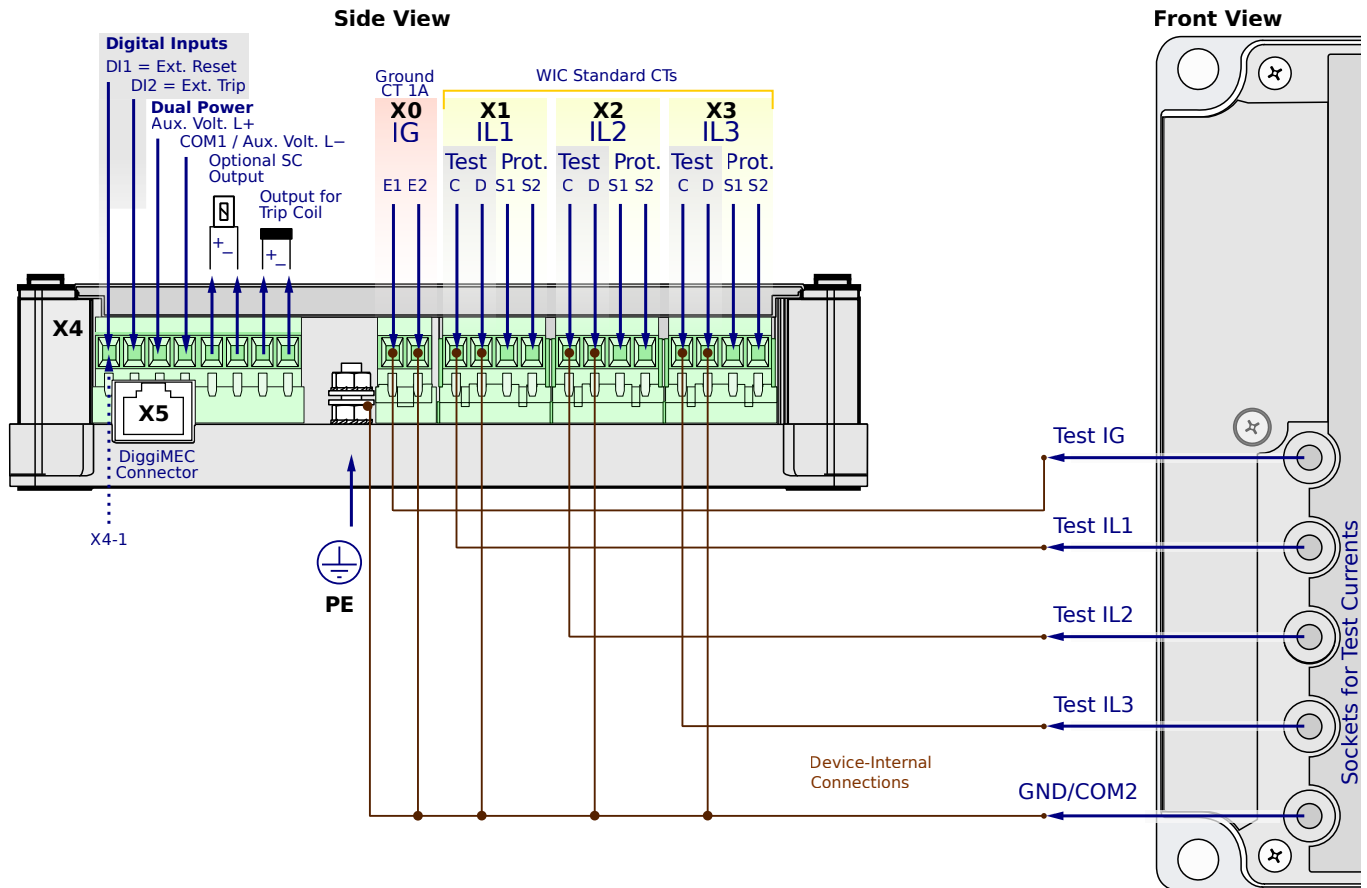 Side View
Front View
Digital Inputs
DI1 = Ext. Reset
DI2 = Ext. Trip
Dual Power
Aux. Volt. L+
COM1 / Aux. Volt. L−
Optional SC
Output
Output for
Trip Coil
+
−
+
−
Ground
CT 1A
X0
IG
E1 E2
WIC Standard CTs
X1
IL1
Test Prot.
C D S1 S2
X2
IL2
Test Prot.
C D S1 S2
X3
IL3
Test Prot.
C D S1 S2
X4
X5
DiggiMEC
Connector
X4-1
PE
Test IG
Test IL1
Test IL2
Test IL3
GND/COM2
Device-Internal
Connections
Sockets for Test Currents